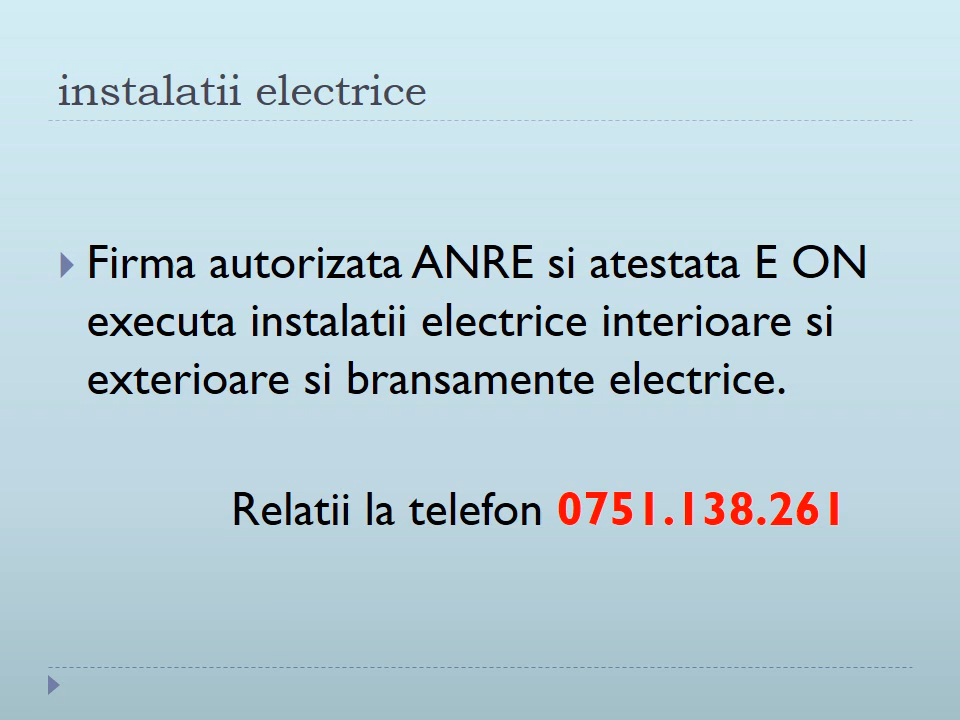 instalatii electrice
Firma autorizata ANRE si atestata E ON
executa instalatii electrice interioare si
exterioare si bransamente electrice.
Relatii la telefon 0751.138.261